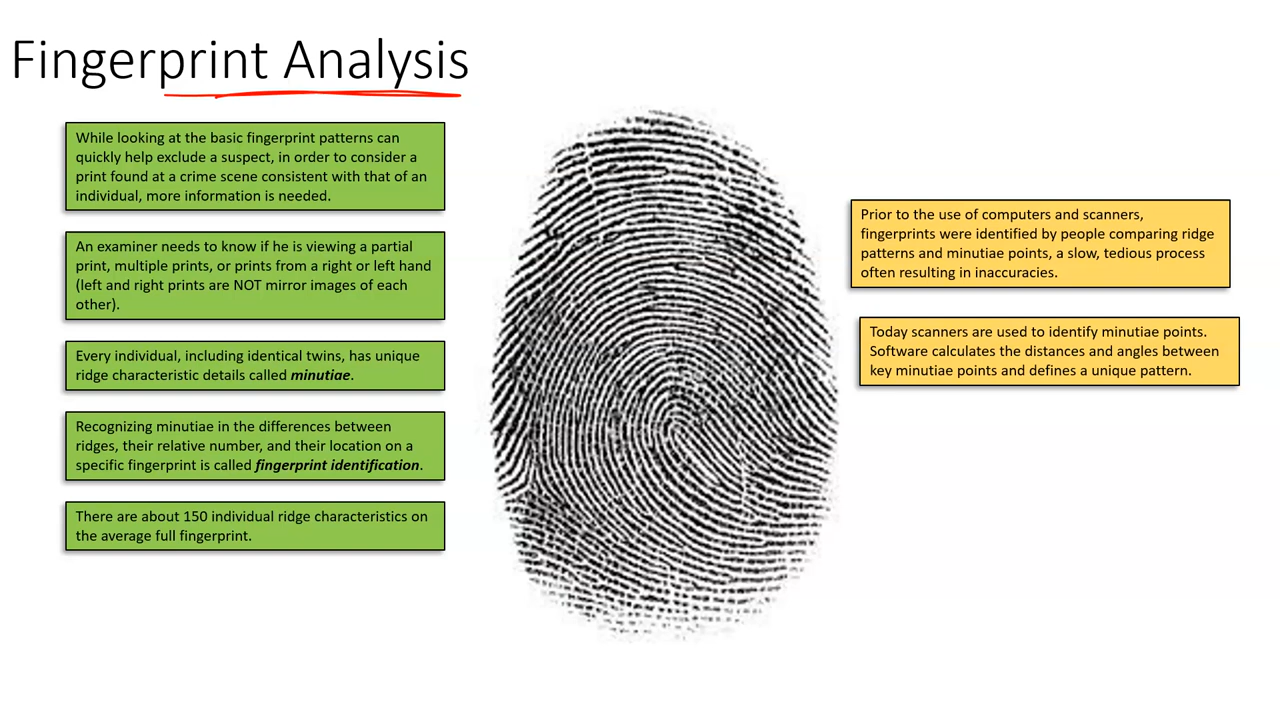 Fingerprint Analysis
While looking at the basic fingerprint patterns can
quickly help exclude a suspect, in order to consider a
print found at a crime scene consistent with that of an
individual, more information is needed.
An examiner needs to know if he is viewing a partial
print, multiple prints, or prints from a right or left hand
(left and right prints are NOT mirror images of each
other).
Every individual, including identical twins, has unique
ridge characteristic details called minutiae.
Recognizing minutiae in the differences between
ridges, their relative number, and their location on a
specific fingerprint is called fingerprint identification.
There are about 150 individual ridge characteristics on
the average full fingerprint.
Prior to the use of computers and scanners,
fingerprints were identified by people comparing ridge
patterns and minutiae points, a slow, tedious process
often resulting in inaccuracies.
Today scanners are used to identify minutiae points.
Software calculates the distances and angles between
key minutiae points and defines a unique pattern.